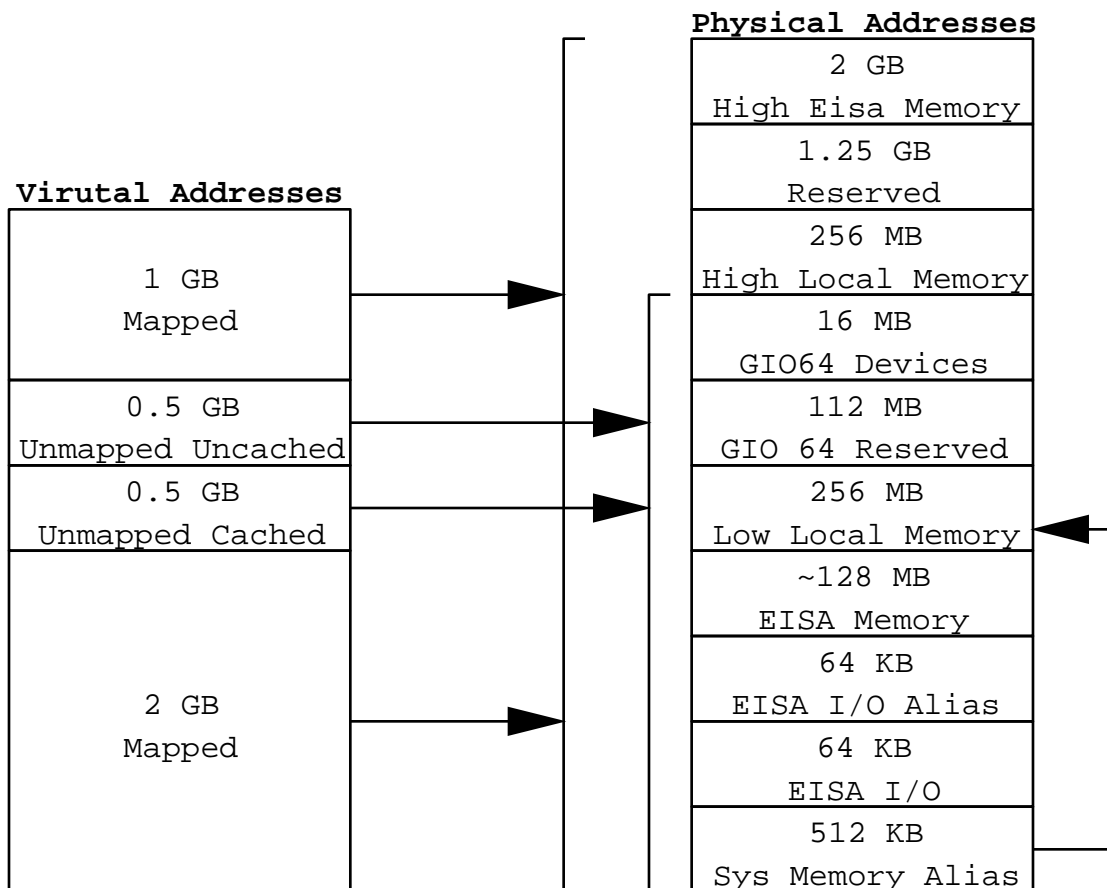 Physical Addresses
2 GB
High Eisa Memory
1.25 GB
Reserved
256 MB
High Local Memory
16 MB
GIO64 Devices
112 MB
GIO 64 Reserved
256 MB
Low Local Memory
~128 MB
EISA Memory
64 KB
EISA I/O Alias
64 KB
EISA I/O
512 KB
Sys Memory Alias
Virutal Addresses
1 GB
Mapped
0.5 GB
Unmapped Uncached
0.5 GB
Unmapped Cached
2 GB
Mapped